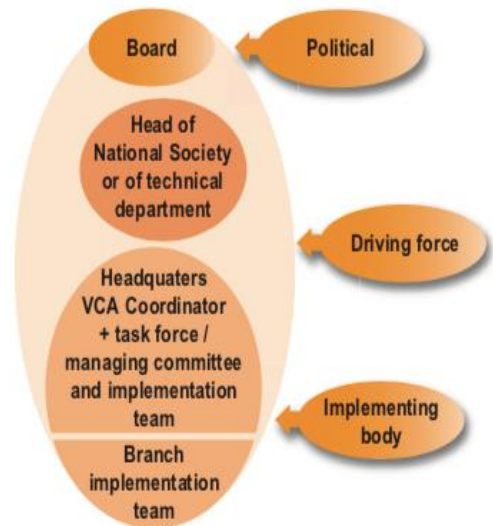 Board
Political
Head of
National Society
or of technical
department
Driving force
Headquaters
VCA Coordinator
+ task force /
managing committee
and implementation
team
Implementing
body
Branch
implementation
team